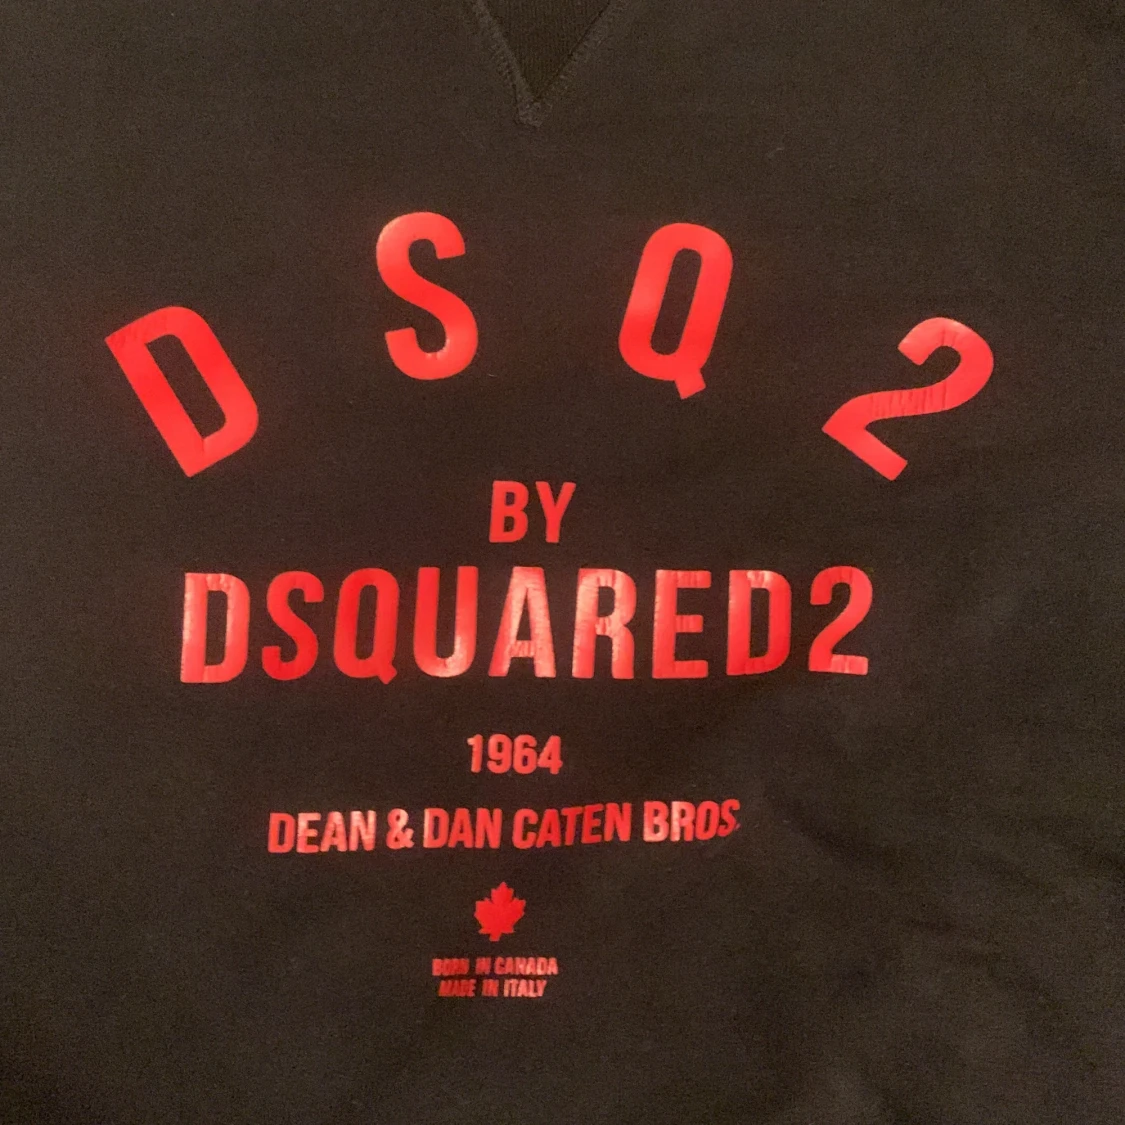 DSQ2
BY
DSQUARED2
1964
DEAN & DAN CATEN BROS.
BORN IN CANADA
MADE IN ITALY